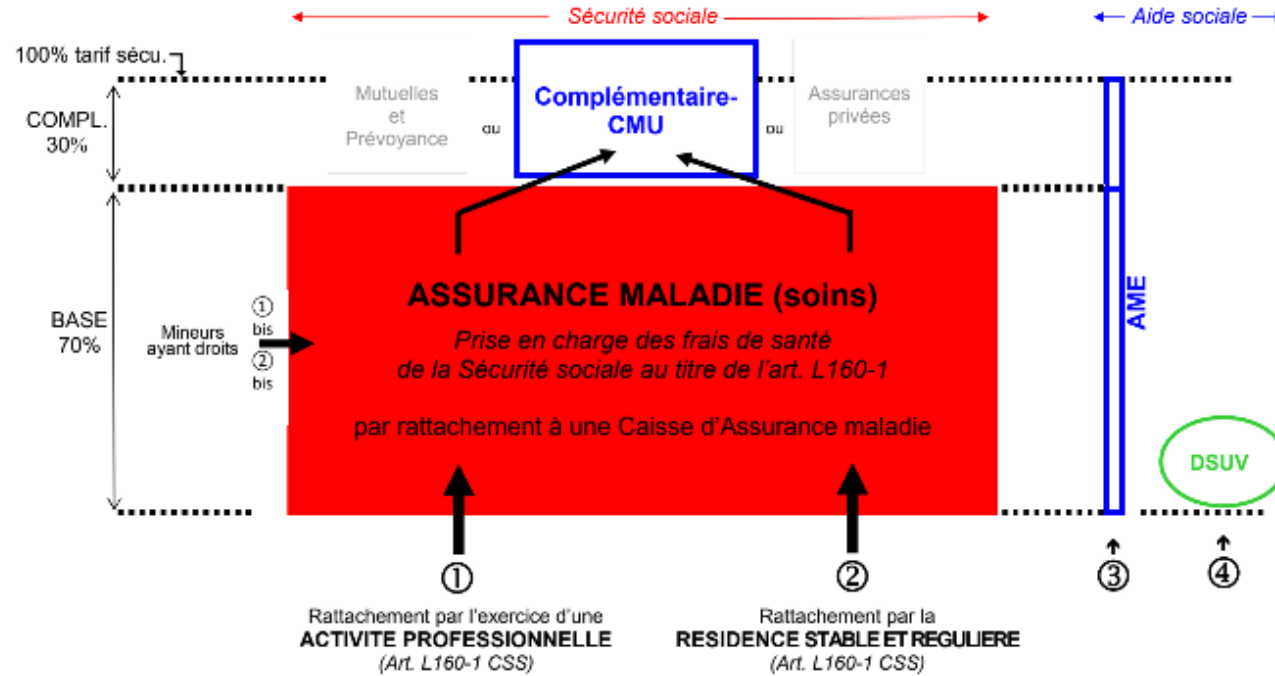 Sécurité sociale
Aide sociale
100% tarif sécu.
COMPL.
30%
Mutuelles
et
Prévoyance
ou
Complémentaire-
CMU
ou
Assurances
privées
BASE
70%
Mineurs
ayant droits
①
bis
②
bis
ASSURANCE MALADIE (soins)
Prise en charge des frais de santé
de la Sécurité sociale au titre de l'art. L160-1
par rattachement à une Caisse d'Assurance maladie
AME
DSUV
①
②
③
④
Rattachement par l'exercice d'une
ACTIVITE PROFESSIONNELLE
(Art. L160-1 CSS)
Rattachement par la
RESIDENCE STABLE ET REGULIERE
(Art. L160-1 CSS)